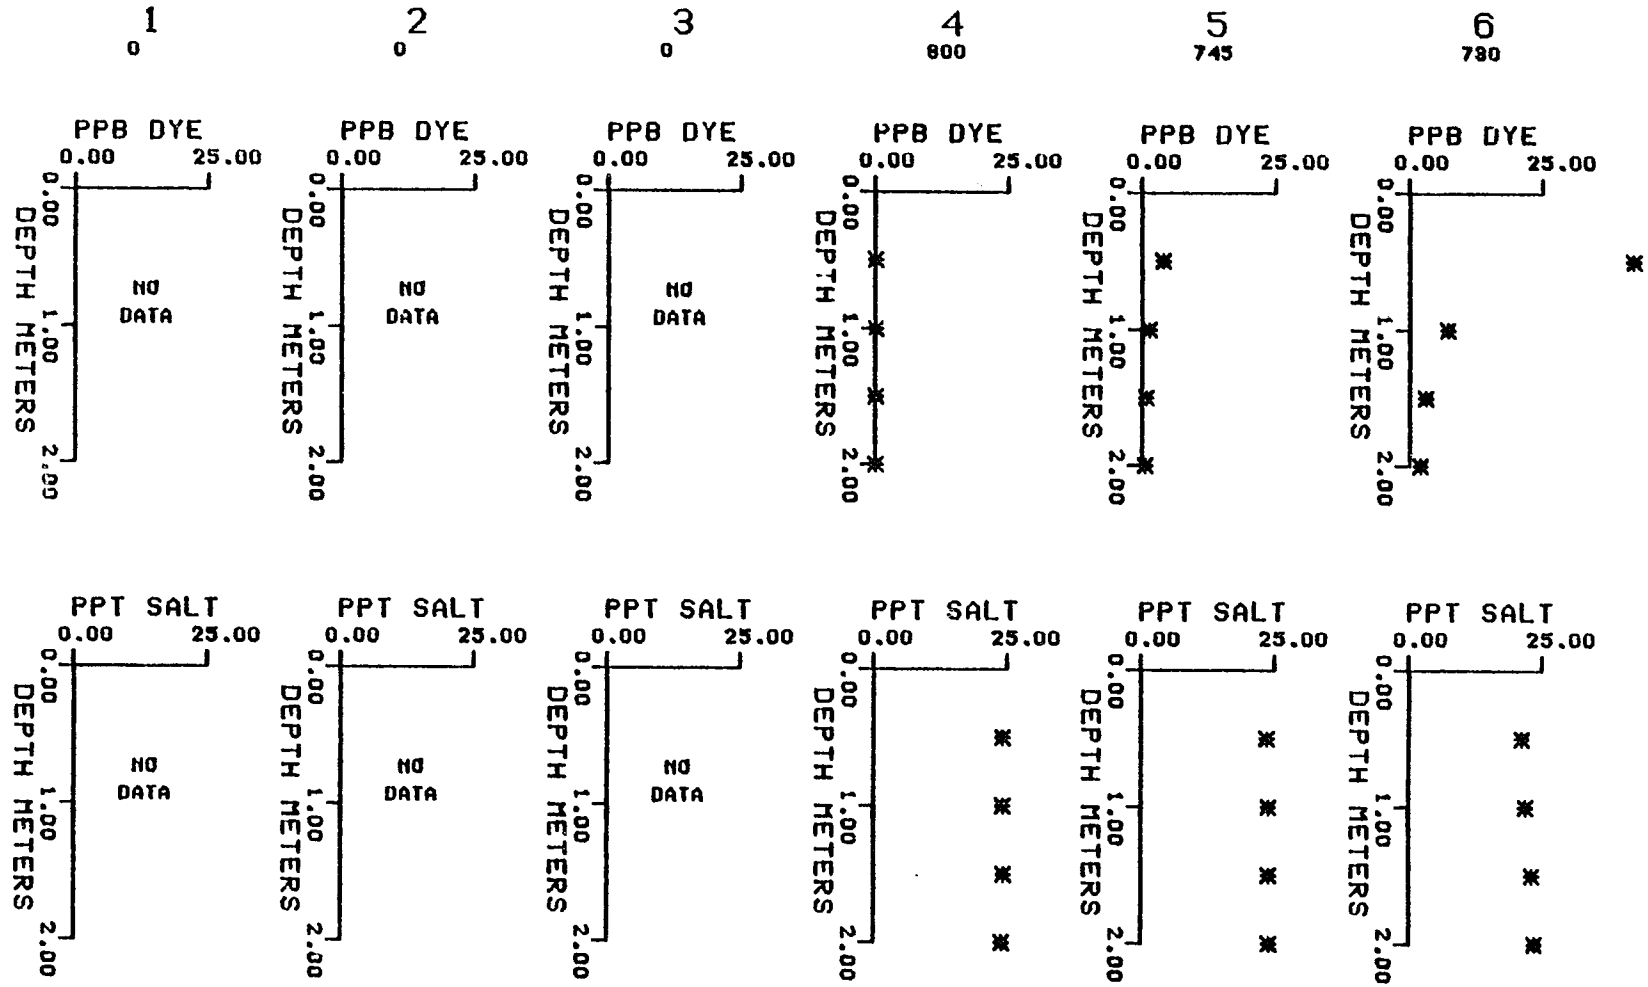 1 2 3 4 5 6
0 0 0 800 745 730
PPB DYE PPB DYE PPB DYE PPB DYE PPB DYE PPB DYE
0.00 25.00 0.00 25.00 0.00 25.00 0.00 25.00 0.00 25.00 0.00 25.00
0.00 1.00 2.00
DEPTH METERS
NO
DATA
0.00 1.00 2.00
DEPTH METERS
NO
DATA
0.00 1.00 2.00
DEPTH METERS
NO
DATA
0.00 1.00 2.00
DEPTH METERS
0.00 1.00 2.00
DEPTH METERS
0.00 1.00 2.00
DEPTH METERS
PPT SALT PPT SALT PPT SALT PPT SALT PPT SALT PPT SALT
0.00 25.00 0.00 25.00 0.00 25.00 0.00 25.00 0.00 25.00 0.00 25.00
0.00 1.00 2.00
DEPTH METERS
NO
DATA
0.00 1.00 2.00
DEPTH METERS
NO
DATA
0.00 1.00 2.00
DEPTH METERS
NO
DATA
0.00 1.00 2.00
DEPTH METERS
0.00 1.00 2.00
DEPTH METERS
0.00 1.00 2.00
DEPTH METERS